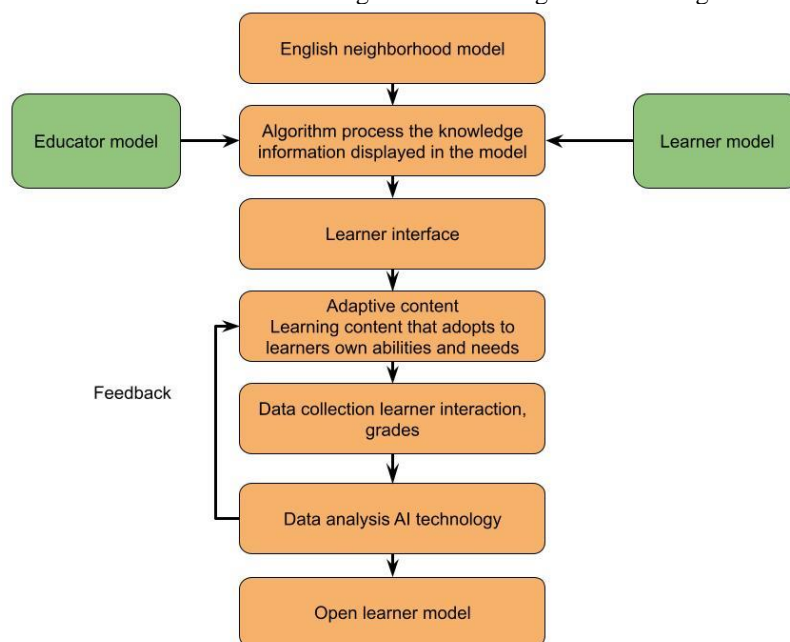 English neighborhood model
Educator model
Algorithm process the knowledge
information displayed in the model
Learner model
Learner interface
Adaptive content
Learning content that adopts to
learners own abilities and needs
Feedback
Data collection learner interaction,
grades
Data analysis AI technology
Open learner model